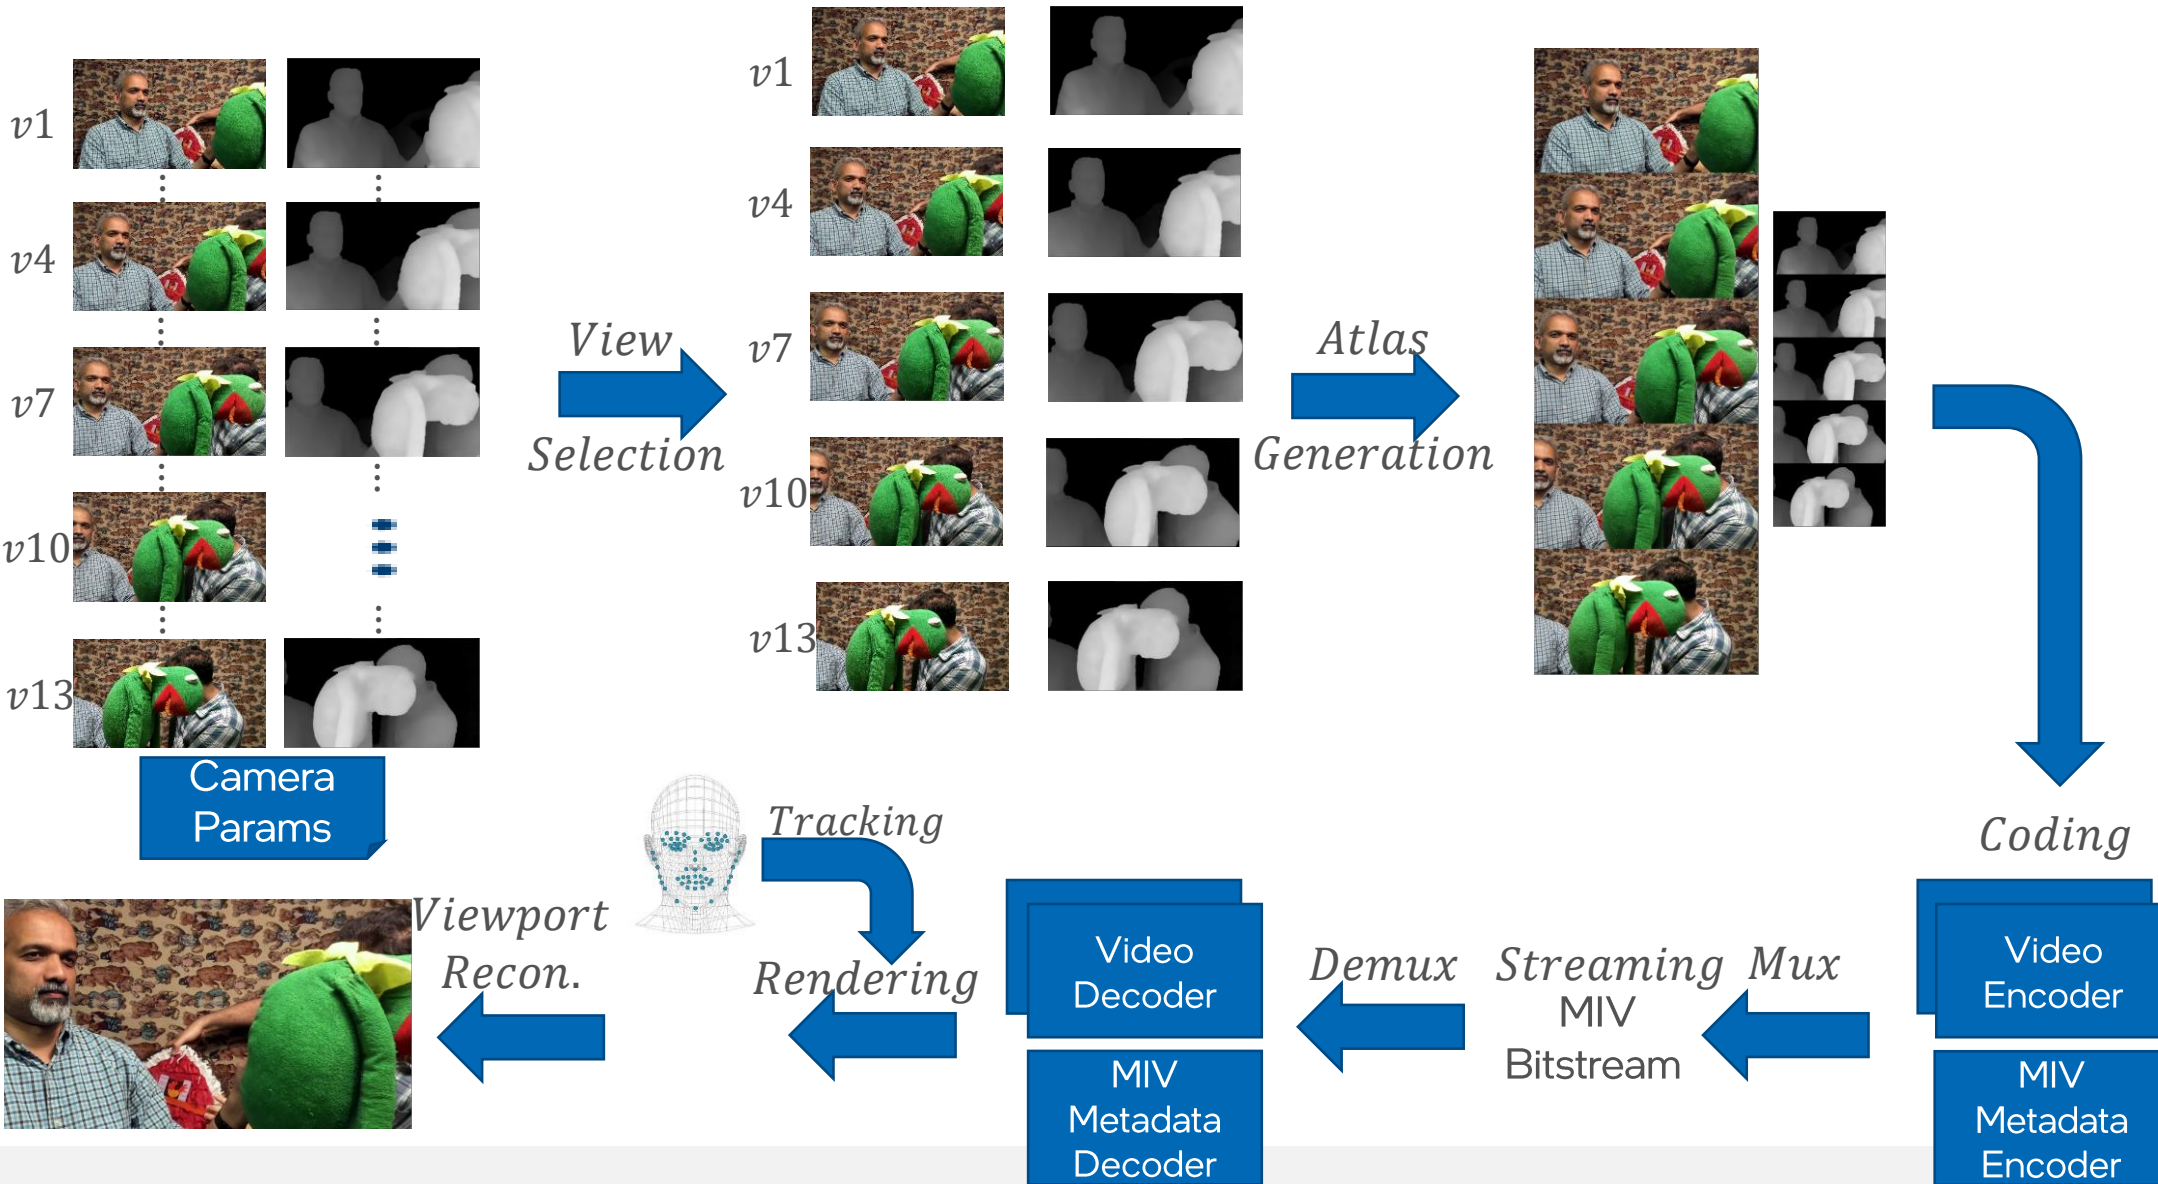 v1
v4
v7
v10
v13
Camera
Params
View
Selection
v1
v4
v7
v10
v13
Atlas
Generation
Coding
Video
Encoder
MIV
Metadata
Encoder
Mux
Streaming
MIV
Bitstream
Demux
Video
Decoder
MIV
Metadata
Decoder
Tracking
Rendering
Viewport
Recon.